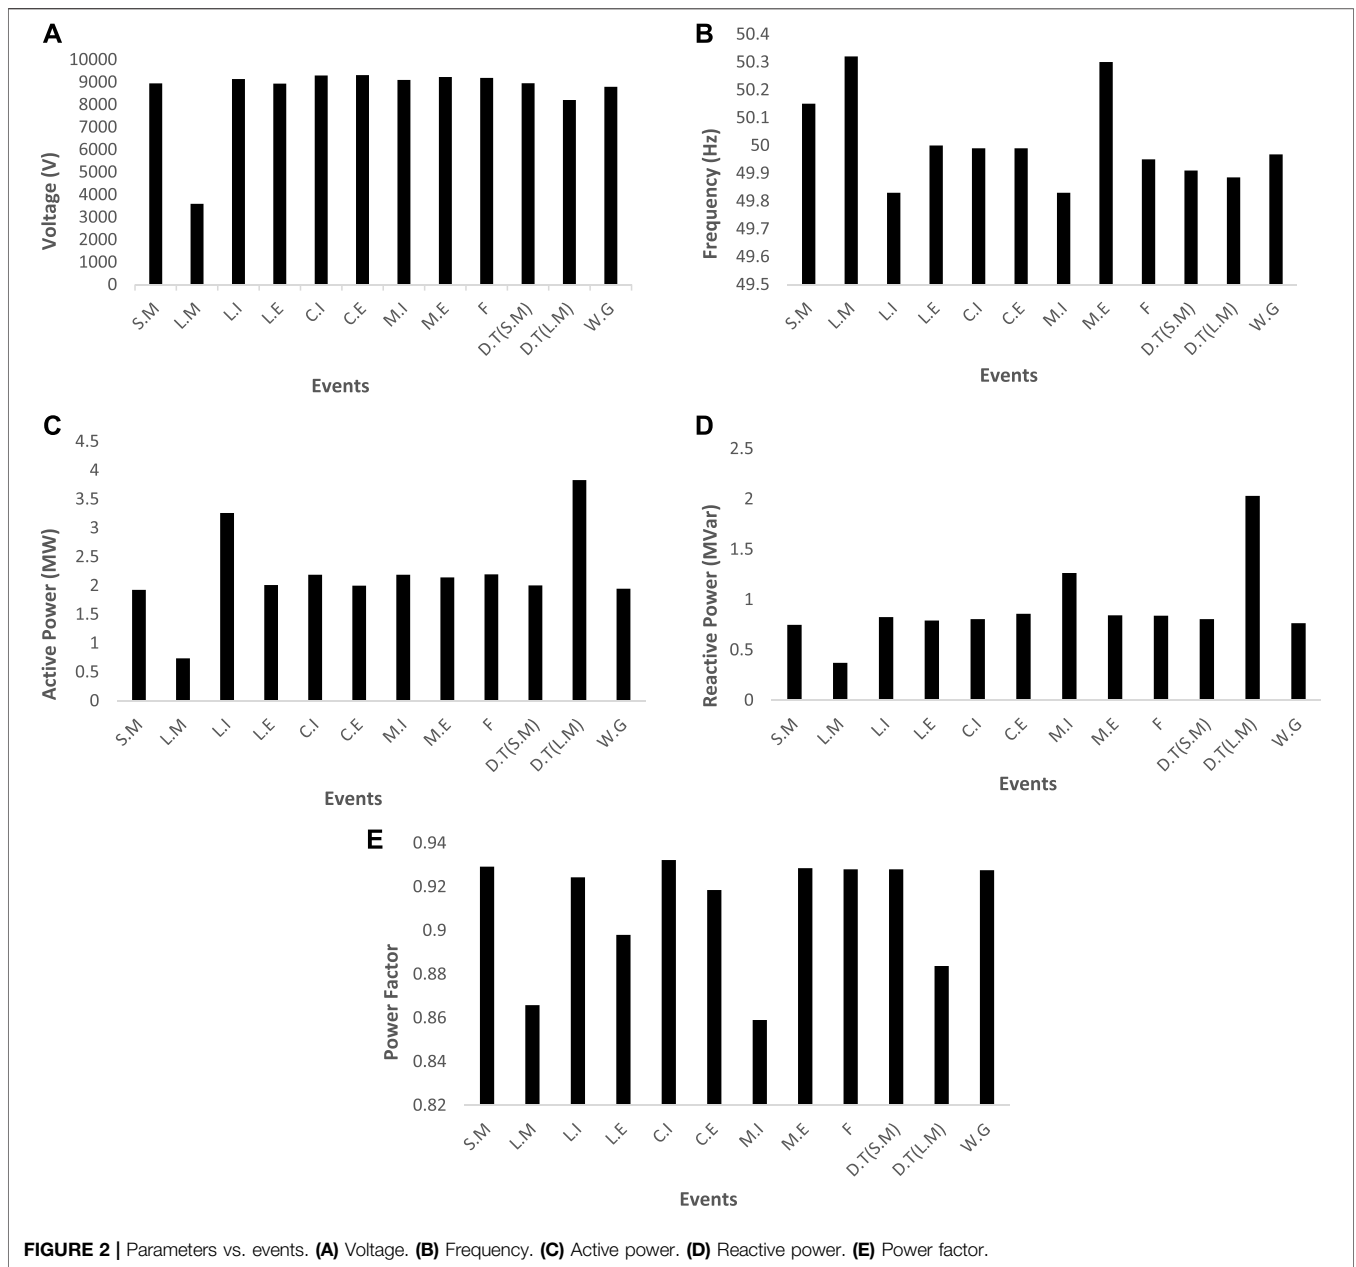 A
10000
9000
8000
7000
6000
5000
4000
3000
2000
1000
0
Voltage (V)
S.M L.M L.I L.E C.I C.E M.I M.E F D.T(S.M) D.T(L.M) W.G
Events
B
50.4
50.3
50.2
50.1
50
49.9
49.8
49.7
49.6
49.5
Frequency (Hz)
S.M L.M L.I L.E C.I C.E M.I M.E F D.T(S.M) D.T(L.M) W.G
Events
C
4.5
4
3.5
3
2.5
2
1.5
1
0.5
0
Active Power (MW)
S.M L.M L.I L.E C.I C.E M.I M.E F D.T(S.M) D.T(L.M) W.G
Events
D
2.5
2
1.5
1
0.5
0
Reactive Power (MVar)
S.M L.M L.I L.E C.I C.E M.I M.E F D.T(S.M) D.T(L.M) W.G
Events
E
0.94
0.92
0.9
0.88
0.86
0.84
0.82
Power Factor
S.M L.M L.I L.E C.I C.E M.I M.E F D.T(S.M) D.T(L.M) W.G
Events
FIGURE 2 | Parameters vs. events. (A) Voltage. (B) Frequency. (C) Active power. (D) Reactive power. (E) Power factor.